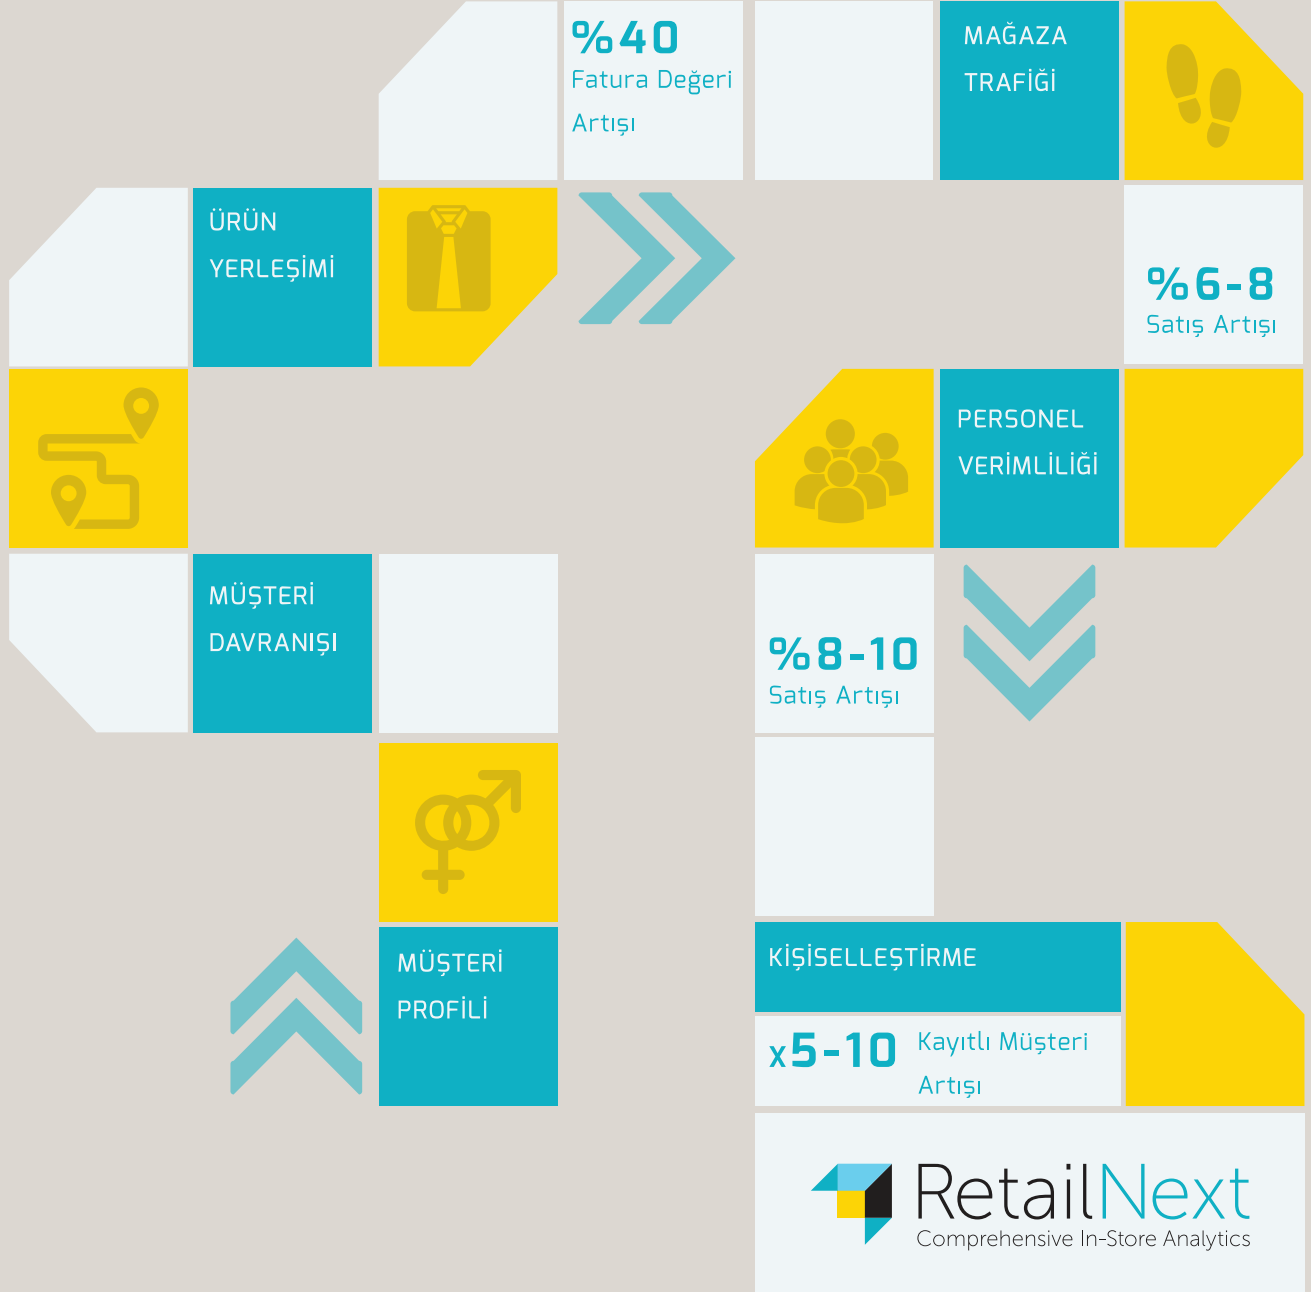 %40
Fatura Değeri
Artışı
MAĞAZA
TRAFİĞİ
ÜRÜN
YERLEŞİMİ
%6-8
Satış Artışı
PERSONEL
VERİMLİLİĞİ
MÜŞTERİ
DAVRANIŞI
%8-10
Satış Artışı
MÜŞTERİ
PROFİLİ
KİŞİSELLEŞTİRME
x5-10 Kayıtlı Müşteri
Artışı
RetailNext
Comprehensive In-Store Analytics